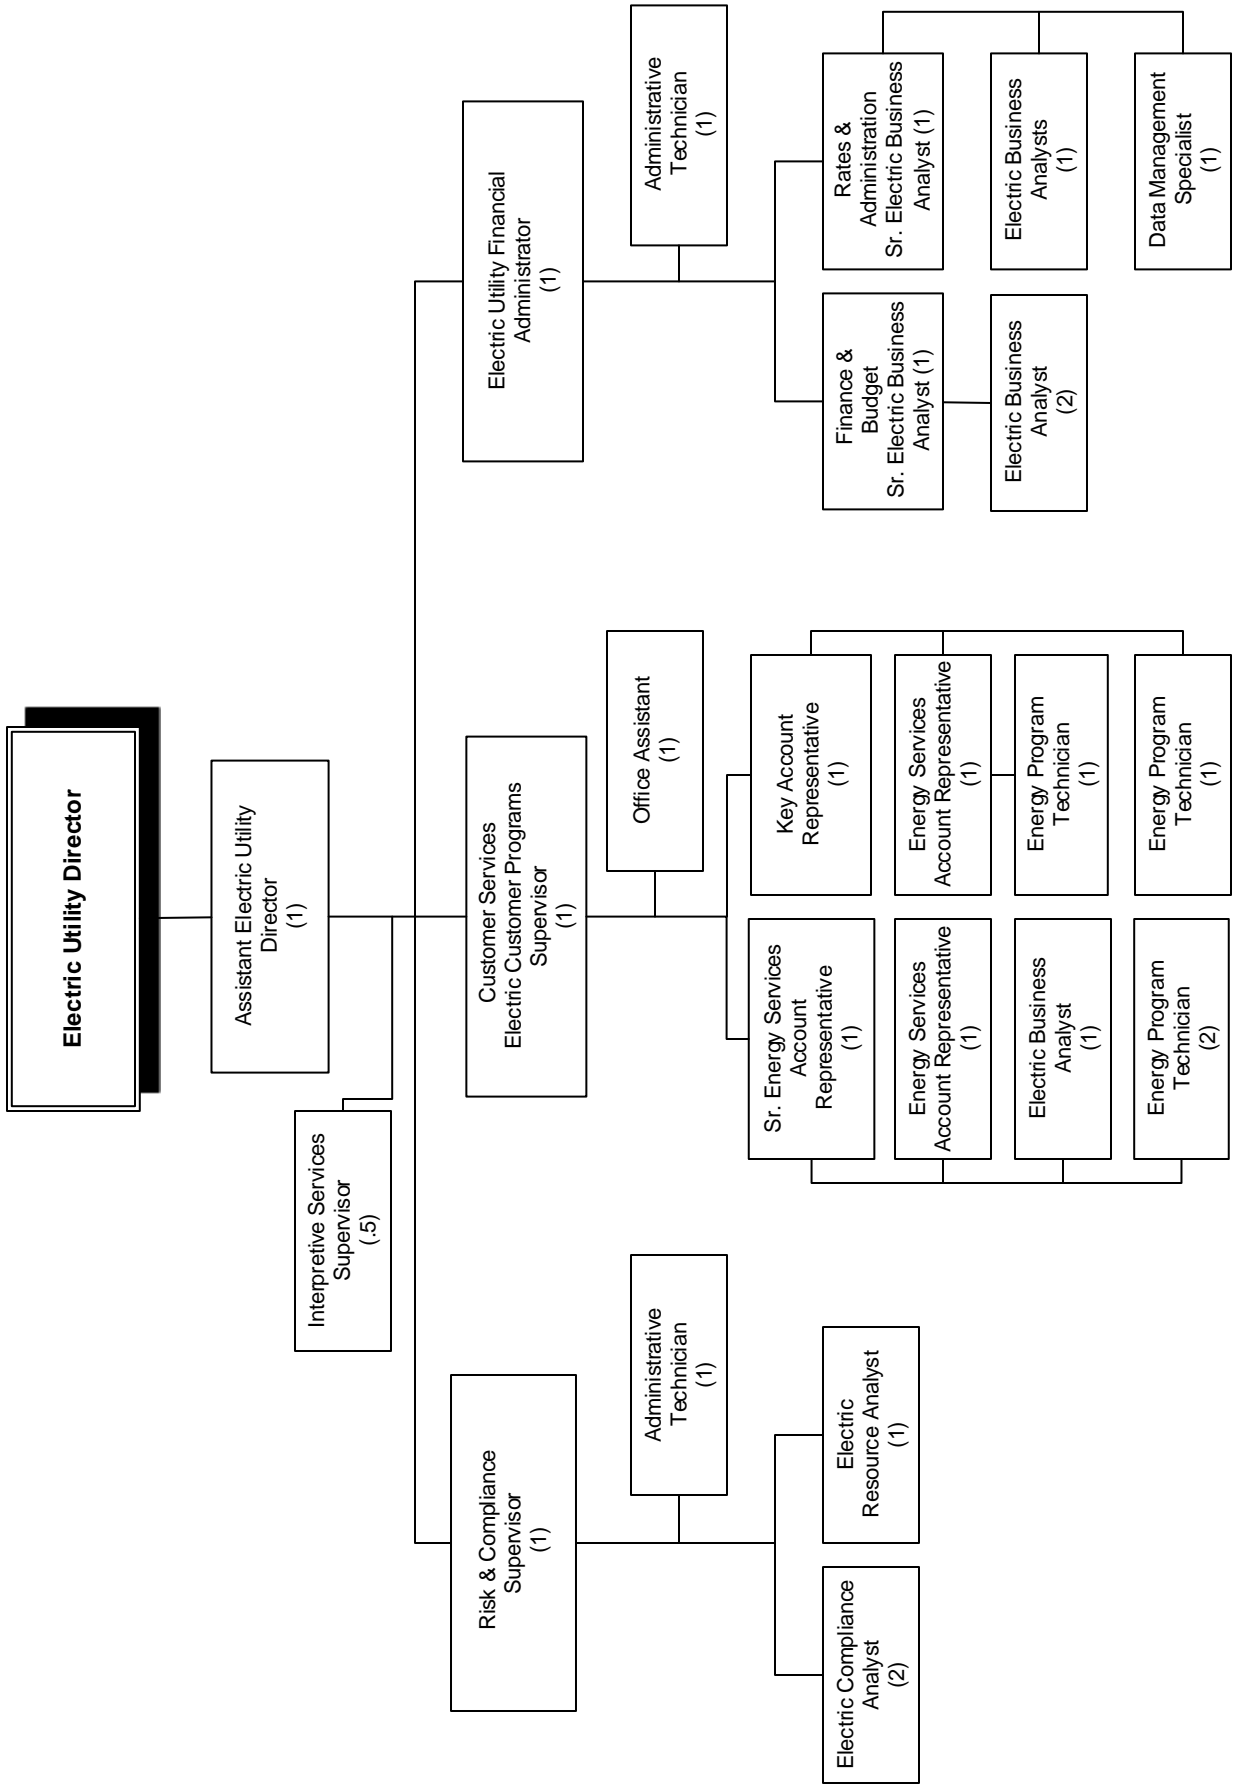 Electric Utility Director
Assistant Electric Utility
Director
(1)
Interpretive Services
Supervisor
(.5)
Risk & Compliance
Supervisor
(1)
Customer Services
Electric Customer Programs
Supervisor
(1)
Electric Utility Financial
Administrator
(1)
Administrative
Technician
(1)
Office Assistant
(1)
Administrative
Technician
(1)
Electric Compliance
Analyst
(2)
Electric
Resource Analyst
(1)
Sr. Energy Services
Account
Representative
(1)
Key Account
Representative
(1)
Energy Services
Account Representative
(1)
Energy Services
Account Representative
(1)
Electric Business
Analyst
(1)
Energy Program
Technician
(1)
Energy Program
Technician
(2)
Energy Program
Technician
(1)
Finance &
Budget
Sr. Electric Business
Analyst (1)
Rates &
Administration
Sr. Electric Business
Analyst (1)
Electric Business
Analyst
(2)
Electric Business
Analysts
(1)
Data Management
Specialist
(1)